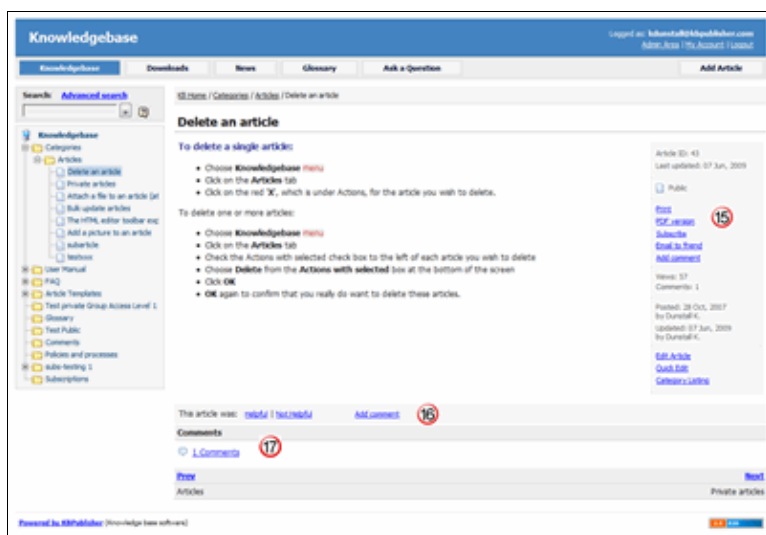 Knowledgebase
Logged as: kdunstall@kbpublisher.com
Admin Area | My Account | Logout
Knowledgebase Downloads News Glossary Ask a Question Add Article
Search: Advanced search
KB Home / Categories / Articles / Delete an article
Delete an article
Knowledgebase
Categories
Articles
Delete an article
Private articles
Attach a file to an article (at
Bulk update articles
The HTML editor toolbar exp
Add a picture to an article
subarticle
User Manual
FAQ
Article Templates
Test private Group Access Level 1
Glossary
Test Public
Comments
Policies and processes
subs-testing 1
Subscriptions
To delete a single article:
Choose Knowledgebase menu
Click on the Articles tab
Click on the red 'X', which is under Actions, for the article you wish to delete.
To delete one or more articles:
Choose Knowledgebase menu
Click on the Articles tab
Check the Actions with selected check box to the left of each article you wish to delete
Choose Delete from the Actions with selected box at the bottom of the screen
Click OK
OK again to confirm that you really do want to delete these articles.
Article ID: 43
Last updated: 07 Jun, 2009
Public
Print
15
PDF version
Subscribe
Email to friend
Add comment
Views: 57
Comments: 1
Posted: 28 Oct, 2007
by Dunstall K.
Updated: 07 Jun, 2009
by Dunstall K.
Edit Article
Quick Edit
Category Listing
This article was: Helpful | Not Helpful Add comment 16
Comments
1 Comments 17
Prev Next
Articles Private articles
Powered by KBPublisher (Knowledge base software)